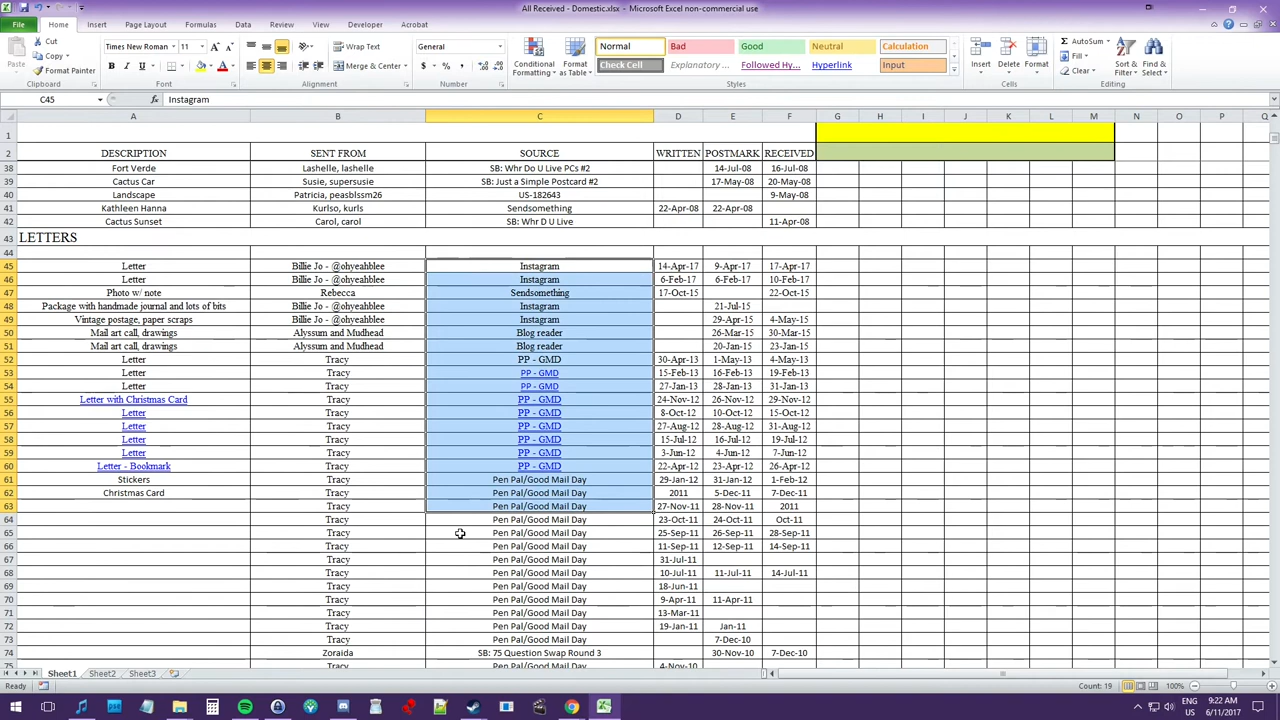 All Received - Domestic.xlsx - Microsoft Excel non-commercial use
File Home Insert Page Layout Formulas Data Review View Developer Acrobat
Cut
Copy
Format Painter
Paste
Clipboard
Times New Roman 11
B I U
Font
Wrap Text
Merge & Center
Alignment
General
$ % ,
Number
Conditional Formatting
Format as Table
Normal Bad Good Neutral Calculation
Check Cell Explanatory ... Followed Hy... Hyperlink Input
Styles
Insert Delete Format
Cells
AutoSum
Fill
Clear
Sort & Filter
Find & Select
Editing
C45 fx Instagram
A B C D E F G H I J K L M N O P Q
1
2 DESCRIPTION SENT FROM SOURCE WRITTEN POSTMARK RECEIVED
38 Fort Verde Lashelle, lashelle SB: Whr Do U Live PCs #2 14-Jul-08 16-Jul-08
39 Cactus Car Susie, supersusie SB: Just a Simple Postcard #2 17-May-08 20-May-08
40 Landscape Patricia, peasblssm26 US-182643 9-May-08
41 Kathleen Hanna Kurlso, kurls Sendsomething 22-Apr-08 22-Apr-08
42 Cactus Sunset Carol, carol SB: Whr D U Live 11-Apr-08
43 LETTERS
44
45 Letter Billie Jo - @ohyeahblee Instagram 14-Apr-17 9-Apr-17 17-Apr-17
46 Letter Billie Jo - @ohyeahblee Instagram 6-Feb-17 6-Feb-17 10-Feb-17
47 Photo w/ note Rebecca Sendsomething 17-Oct-15 22-Oct-15
48 Package with handmade journal and lots of bits Billie Jo - @ohyeahblee Instagram 21-Jul-15
49 Vintage postage, paper scraps Billie Jo - @ohyeahblee Instagram 29-Apr-15 4-May-15
50 Mail art call, drawings Alyssum and Mudhead Blog reader 26-Mar-15 30-Mar-15
51 Mail art call, drawings Alyssum and Mudhead Blog reader 20-Jan-15 23-Jan-15
52 Letter Tracy PP - GMD 30-Apr-13 1-May-13 4-May-13
53 Letter Tracy PP - GMD 15-Feb-13 16-Feb-13 19-Feb-13
54 Letter Tracy PP - GMD 27-Jan-13 28-Jan-13 31-Jan-13
55 Letter with Christmas Card Tracy PP - GMD 24-Nov-12 26-Nov-12 29-Nov-12
56 Letter Tracy PP - GMD 8-Oct-12 10-Oct-12 15-Oct-12
57 Letter Tracy PP - GMD 27-Aug-12 28-Aug-12 31-Aug-12
58 Letter Tracy PP - GMD 15-Jul-12 16-Jul-12 19-Jul-12
59 Letter Tracy PP - GMD 3-Jun-12 4-Jun-12 7-Jun-12
60 Letter - Bookmark Tracy PP - GMD 22-Apr-12 23-Apr-12 26-Apr-12
61 Stickers Tracy Pen Pal/Good Mail Day 29-Jan-12 31-Jan-12 1-Feb-12
62 Christmas Card Tracy Pen Pal/Good Mail Day 2011 5-Dec-11 7-Dec-11
63 Tracy Pen Pal/Good Mail Day 27-Nov-11 28-Nov-11 2011
64 Tracy Pen Pal/Good Mail Day 23-Oct-11 24-Oct-11 Oct-11
65 Tracy Pen Pal/Good Mail Day 25-Sep-11 26-Sep-11 28-Sep-11
66 Tracy Pen Pal/Good Mail Day 11-Sep-11 12-Sep-11 14-Sep-11
67 Tracy Pen Pal/Good Mail Day 31-Jul-11
68 Tracy Pen Pal/Good Mail Day 10-Jul-11 11-Jul-11 14-Jul-11
69 Tracy Pen Pal/Good Mail Day 18-Jun-11
70 Tracy Pen Pal/Good Mail Day 9-Apr-11 11-Apr-11
71 Tracy Pen Pal/Good Mail Day 13-Mar-11
72 Tracy Pen Pal/Good Mail Day 19-Jan-11 Jan-11
73 Tracy Pen Pal/Good Mail Day 7-Dec-10
74 Zoraida SB: 75 Question Swap Round 3 30-Nov-10 7-Dec-10
75 Tracy Pen Pal/Good Mail Day 4-Nov-10
Sheet1 Sheet2 Sheet3
Ready Count: 19 100%
ENG US 9:22 AM 6/11/2017